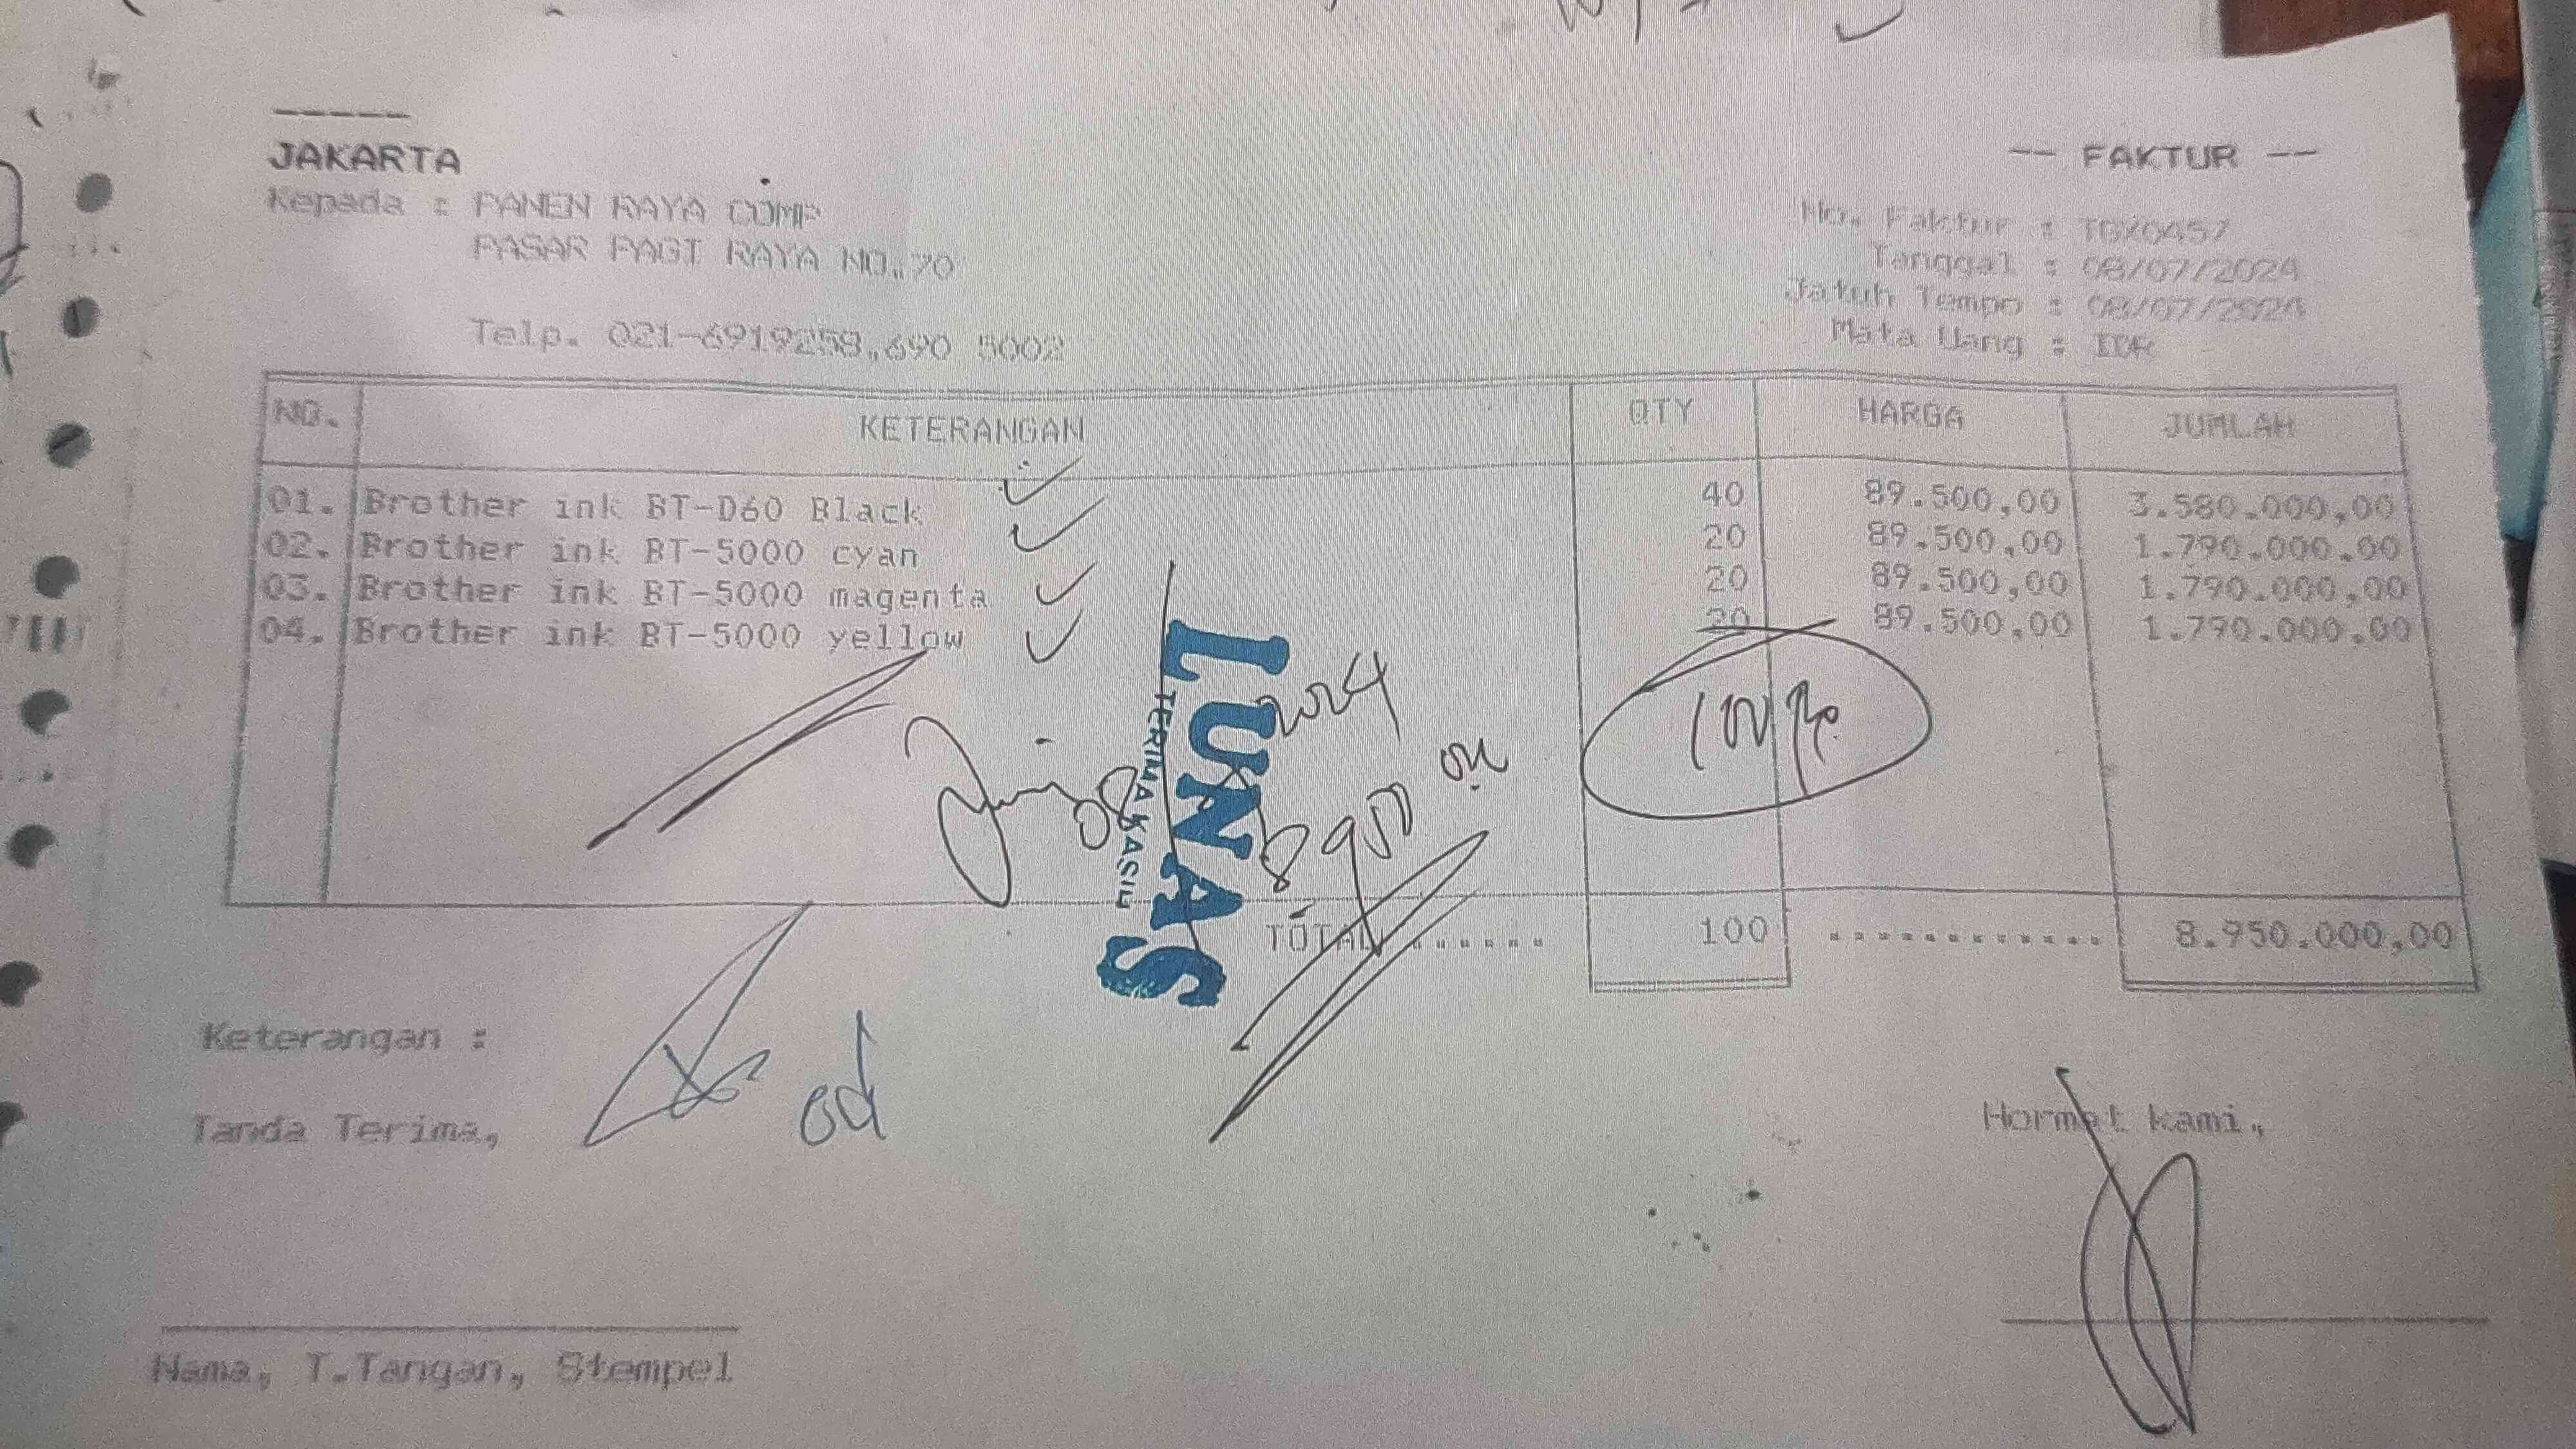 JAKARTA
-- FAKTUR --
Kepada : PANEN RAYA COMP
PASAR PAGI RAYA NO.70
Telp. 021-6919258,690 5002
No. Faktur : TGX0457
Tanggal : 08/07/2024
Jatuh Tempo : 08/07/2024
Mata Uang : IDR
NO. KETERANGAN QTY HARGA JUMLAH
01. Brother ink BT-D60 Black 40 89.500,00 3.580.000,00
02. Brother ink BT-5000 cyan 20 89.500,00 1.790.000,00
03. Brother ink BT-5000 magenta 20 89.500,00 1.790.000,00
04. Brother ink BT-5000 yellow 20 89.500,00 1.790.000,00
LUNAS
TERIMA KASIH
2024
TOTAL ....... 100 ............. 8.950.000,00
Keterangan :
Tanda Terima,
Hormat kami,
Nama, T.Tangan, Stempel